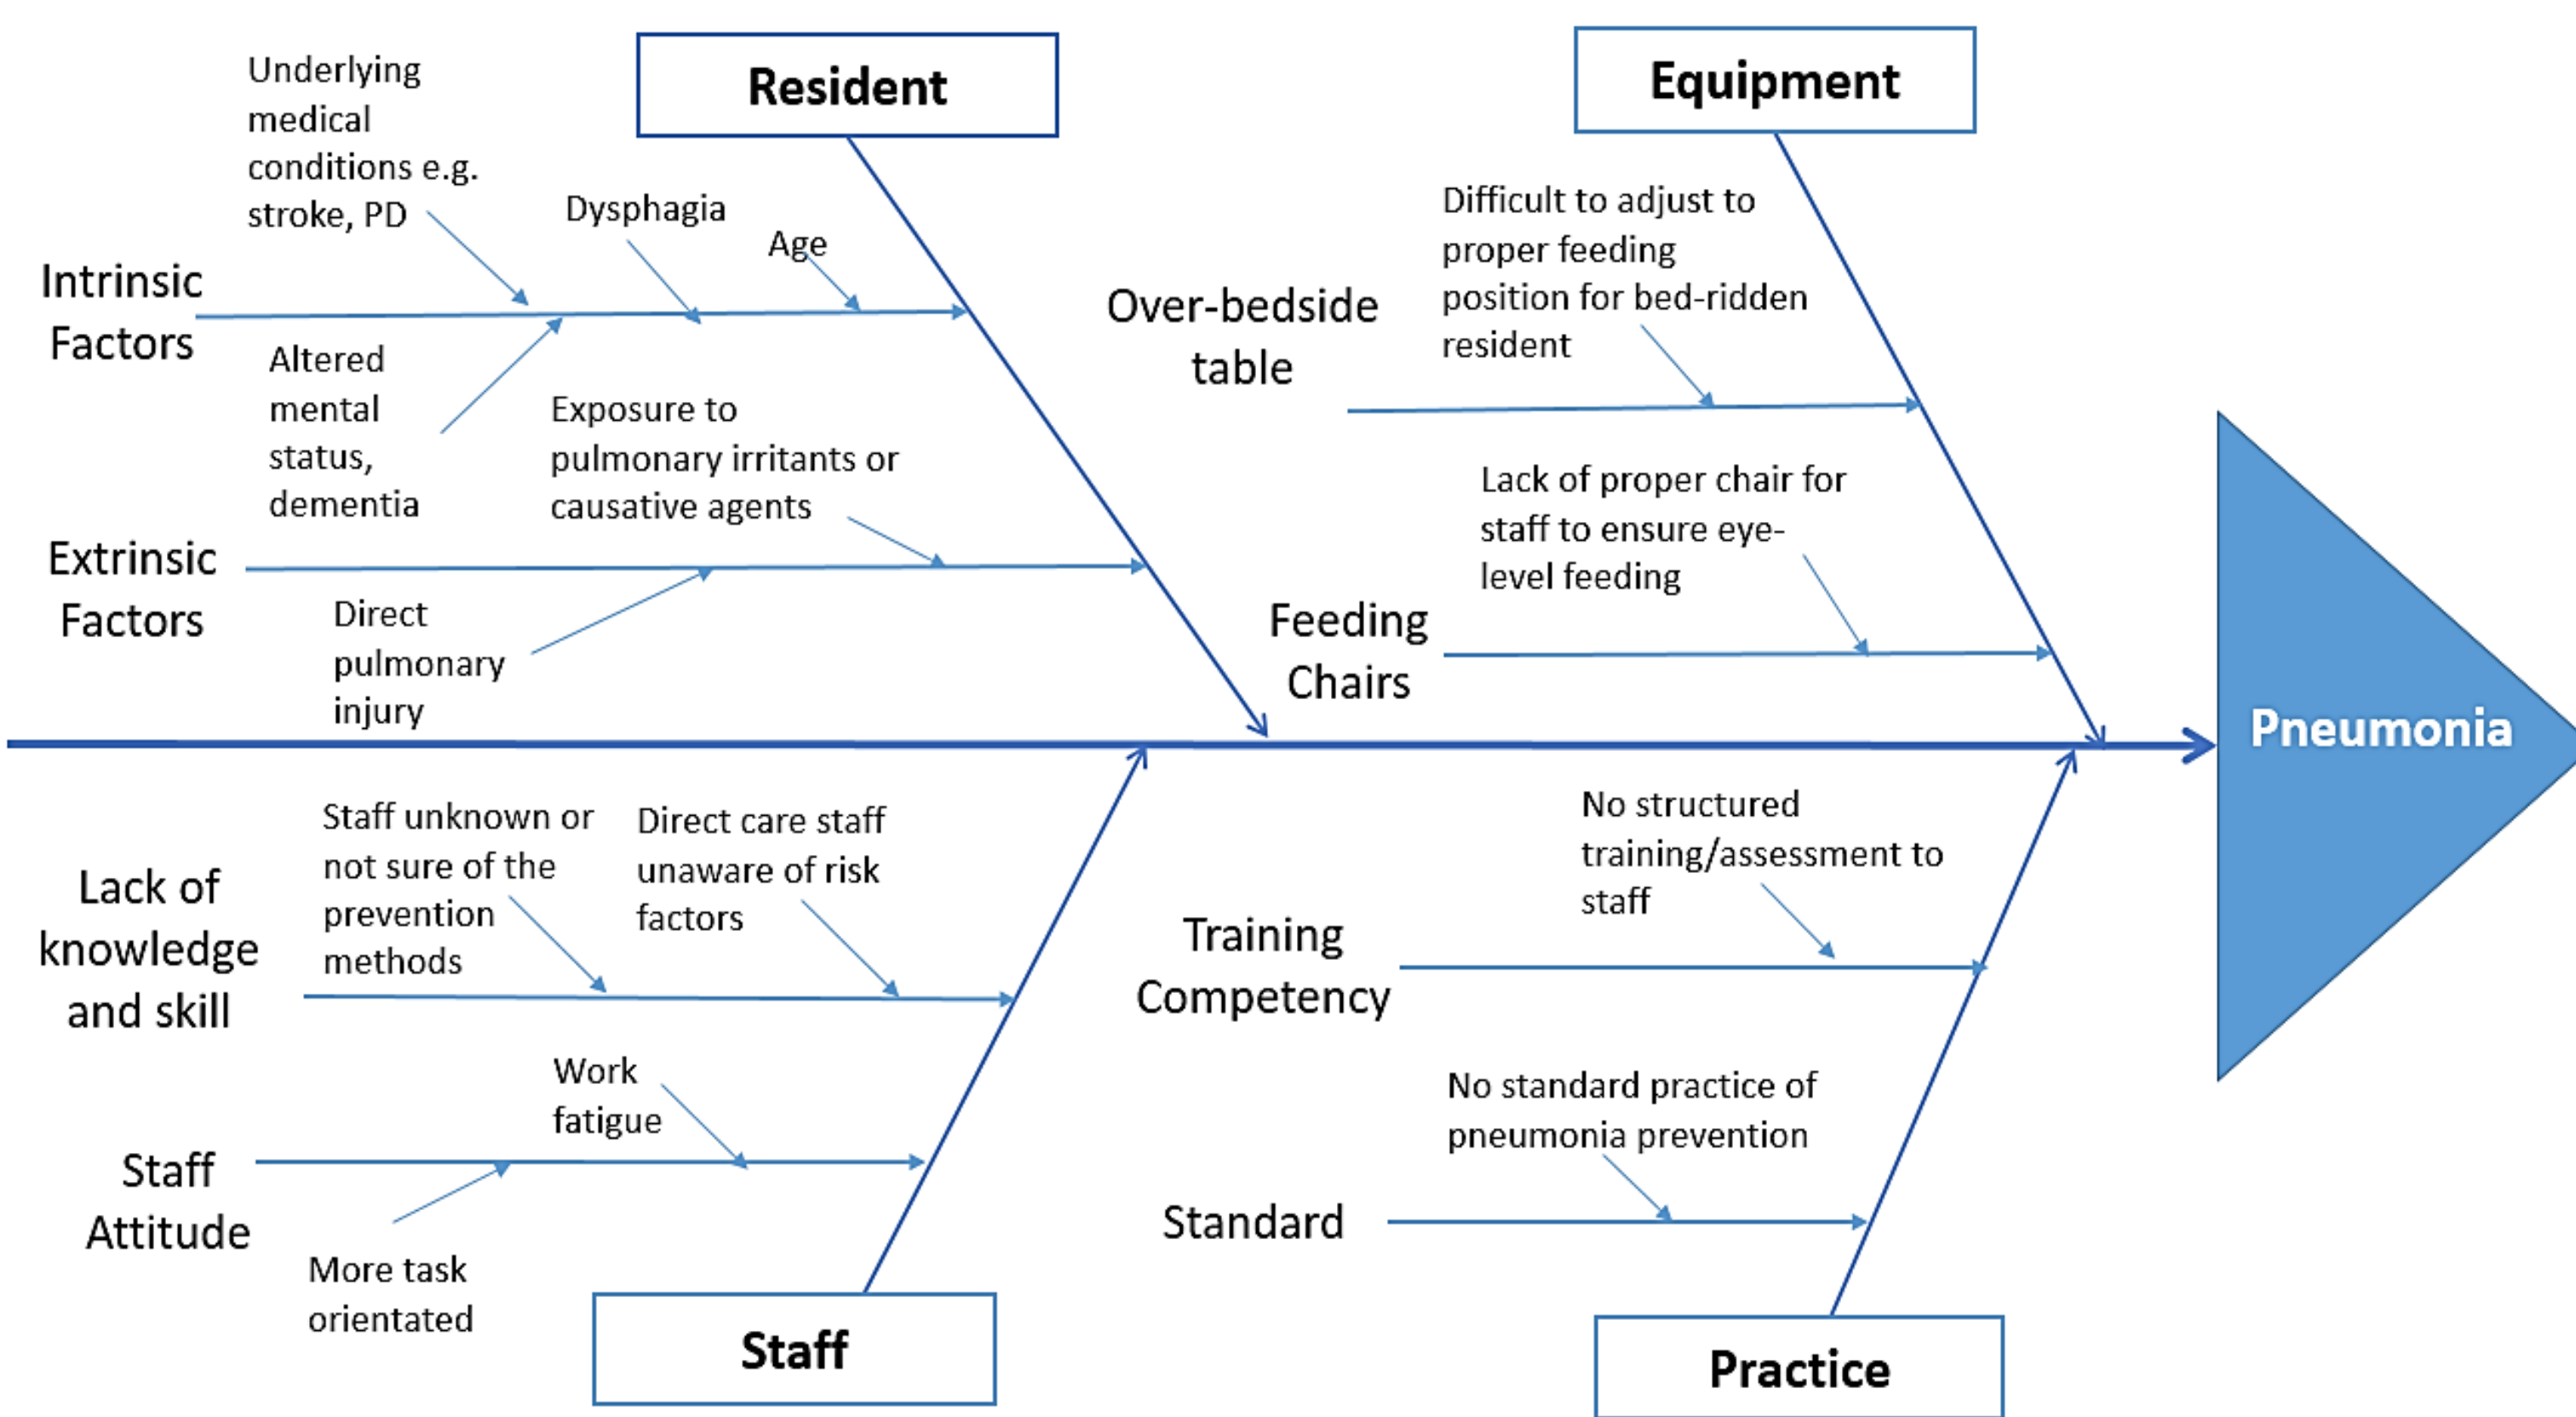 Resident
Equipment
Underlying
medical
conditions e.g.
stroke, PD
Dysphagia
Age
Intrinsic
Factors
Altered
mental
status,
dementia
Exposure to
pulmonary irritants or
causative agents
Extrinsic
Factors
Direct
pulmonary
injury
Difficult to adjust to
proper feeding
position for bed-ridden
resident
Over-bedside
table
Lack of proper chair for
staff to ensure eye-
level feeding
Feeding
Chairs
Pneumonia
Staff unknown or
not sure of the
prevention
methods
Direct care staff
unaware of risk
factors
Lack of
knowledge
and skill
Work
fatigue
Staff
Attitude
More task
orientated
Staff
No structured
training/assessment to
staff
Training
Competency
No standard practice of
pneumonia prevention
Standard
Practice